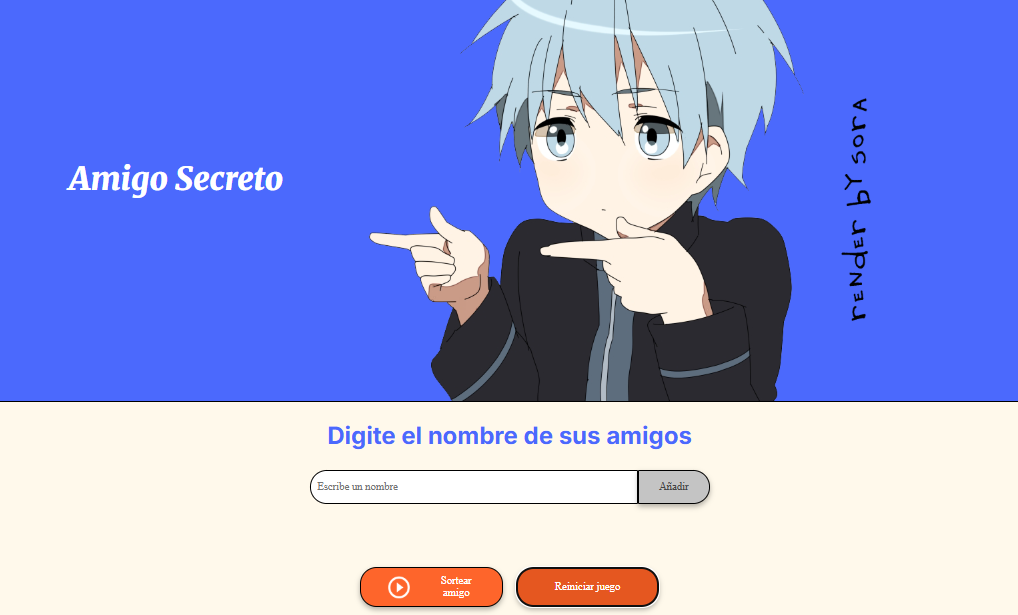 Amigo Secreto
render by sora
Digite el nombre de sus amigos
Escribe un nombre
Añadir
Sortear
amigo
Reiniciar juego